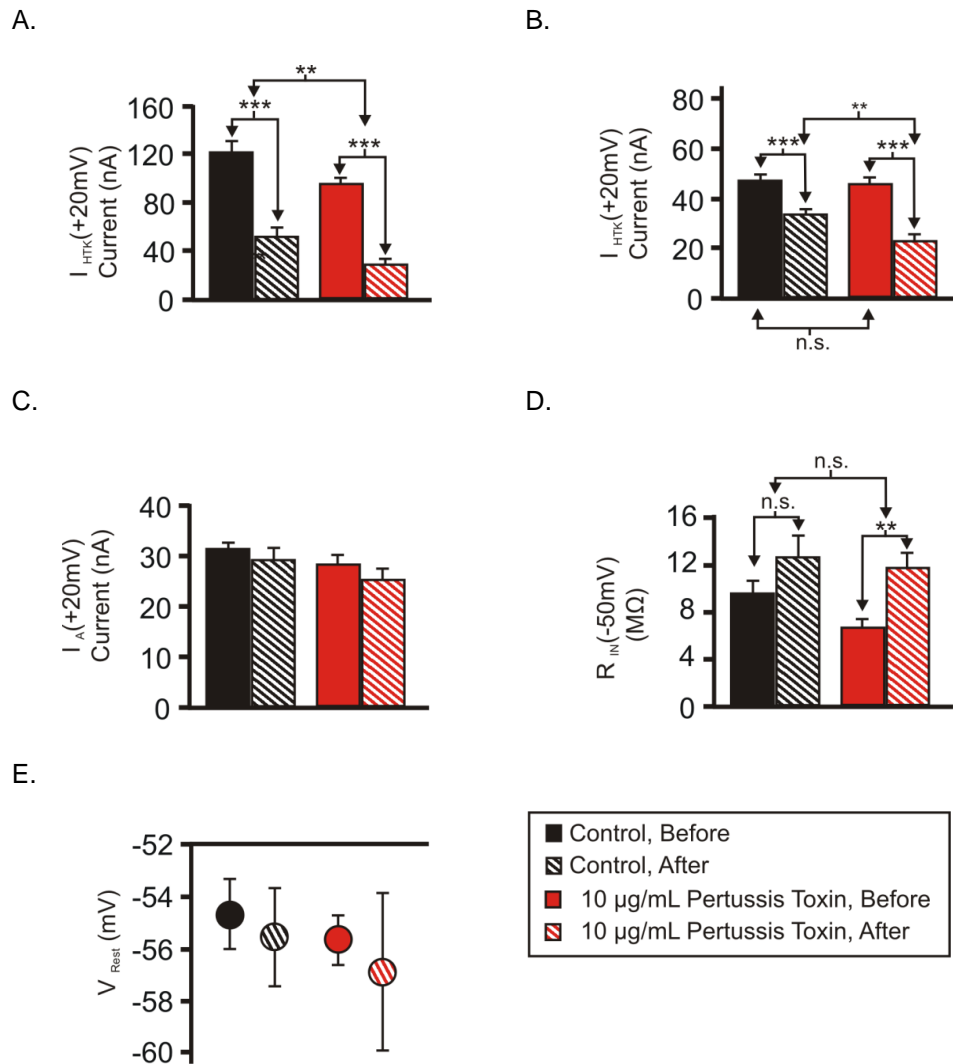 A.
**
***
***
160
120
80
40
0
I HTK(+20mV)
Current (nA)
B.
**
***
***
80
60
40
20
0
I HTK(+20mV)
Current (nA)
n.s.
C.
40
30
20
10
0
I A(+20mV)
Current (nA)
D.
n.s.
n.s.
**
16
12
8
4
0
R IN(-50mV)
(MΩ)
E.
-52
-54
-56
-58
-60
V Rest (mV)
Control, Before
Control, After
10 µg/mL Pertussis Toxin, Before
10 µg/mL Pertussis Toxin, After